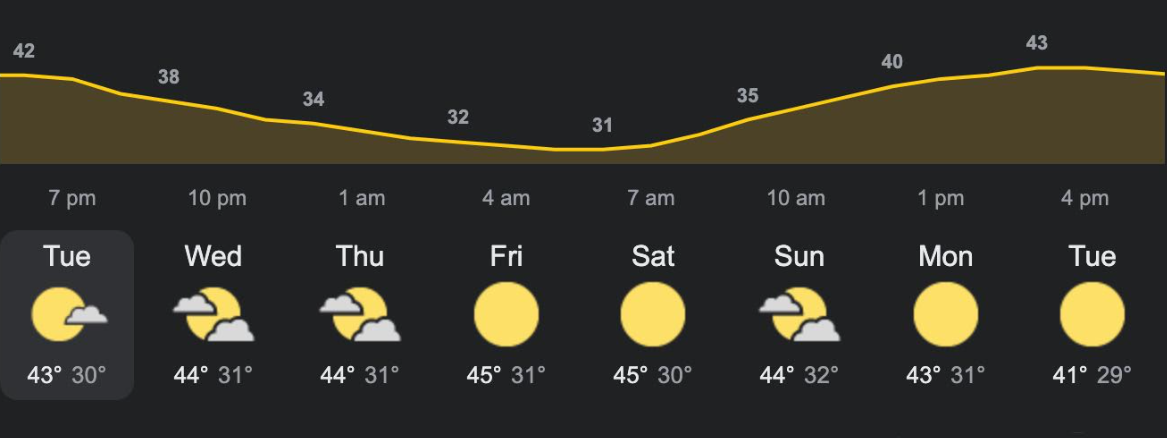 42 38 34 32 31 35 40 43
7 pm 10 pm 1 am 4 am 7 am 10 am 1 pm 4 pm
Tue Wed Thu Fri Sat Sun Mon Tue
43° 30° 44° 31° 44° 31° 45° 31° 45° 30° 44° 32° 43° 31° 41° 29°